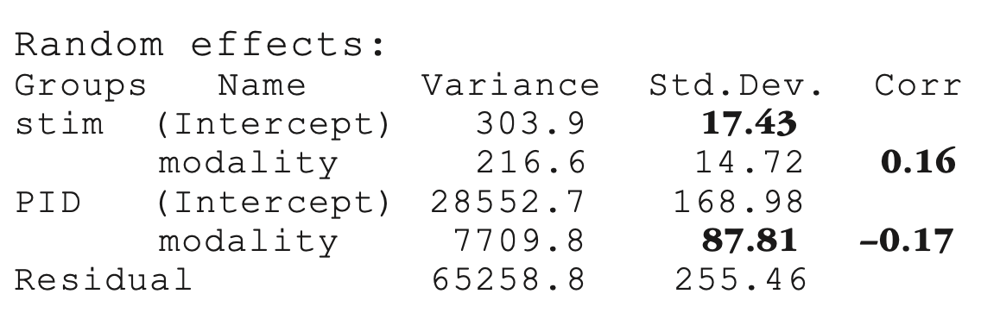 Random effects:
Groups Name Variance Std.Dev. Corr
stim (Intercept) 303.9 17.43
modality 216.6 14.72 0.16
PID (Intercept) 28552.7 168.98
modality 7709.8 87.81 –0.17
Residual 65258.8 255.46